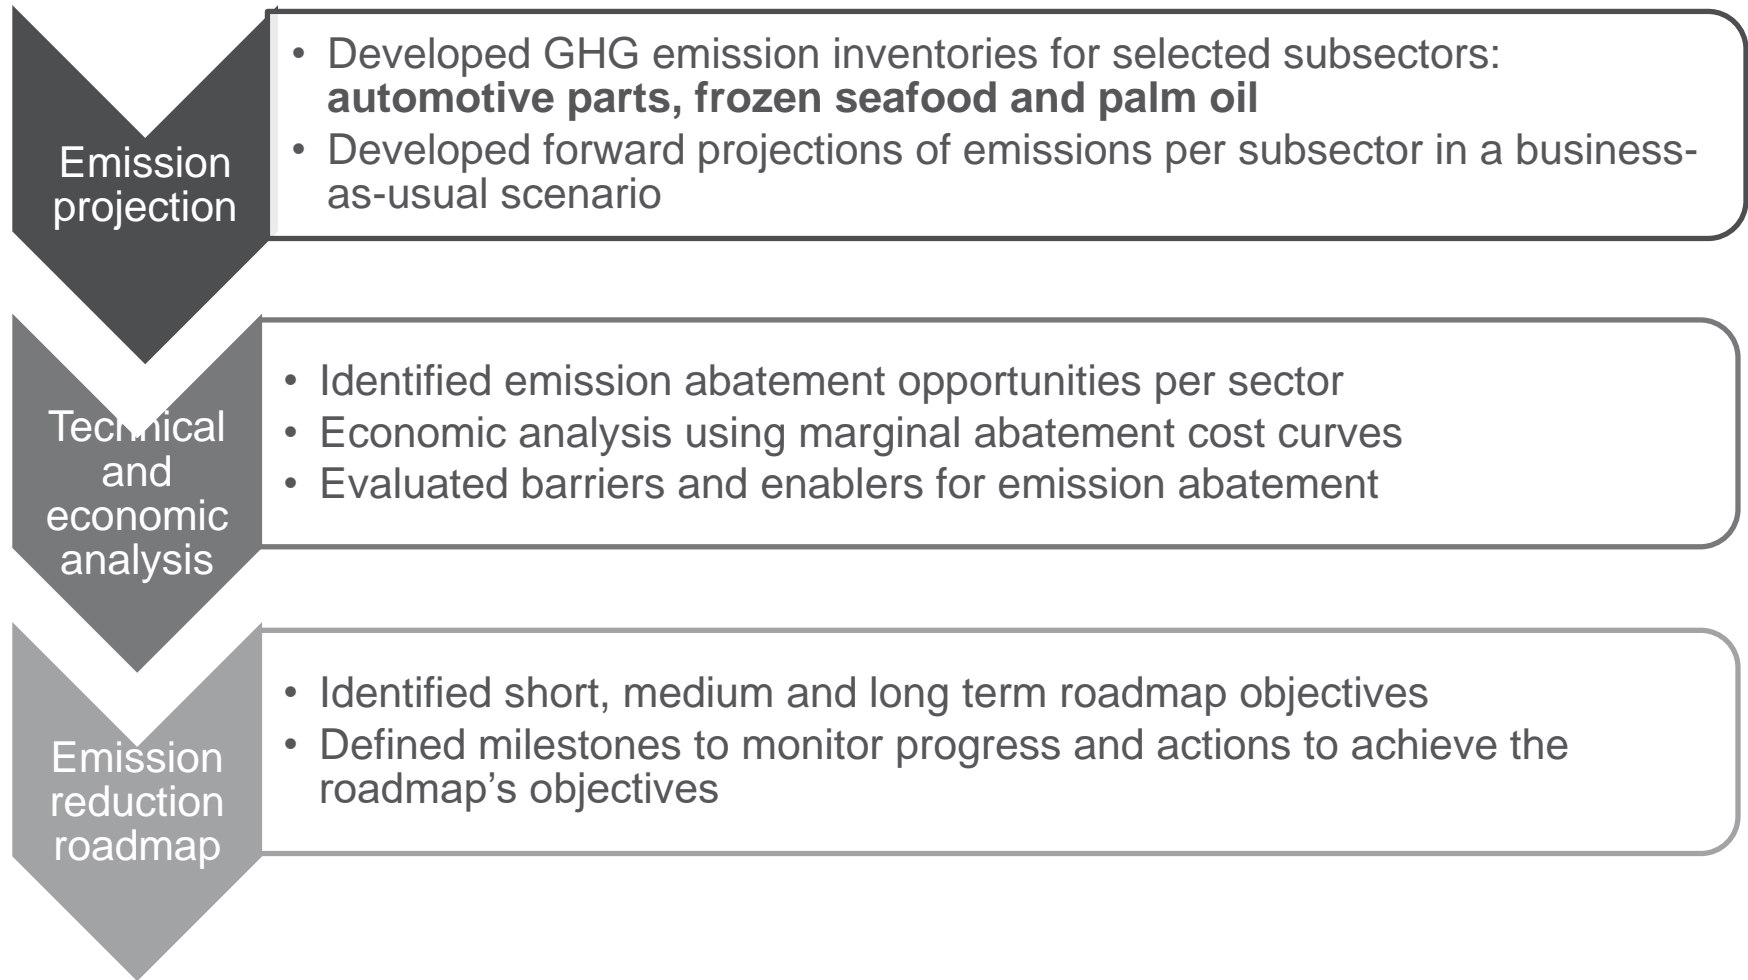 Emission
projection
• Developed GHG emission inventories for selected subsectors:
automotive parts, frozen seafood and palm oil
• Developed forward projections of emissions per subsector in a business-
as-usual scenario
Technical
and
economic
analysis
• Identified emission abatement opportunities per sector
• Economic analysis using marginal abatement cost curves
• Evaluated barriers and enablers for emission abatement
Emission
reduction
roadmap
• Identified short, medium and long term roadmap objectives
• Defined milestones to monitor progress and actions to achieve the
roadmap’s objectives